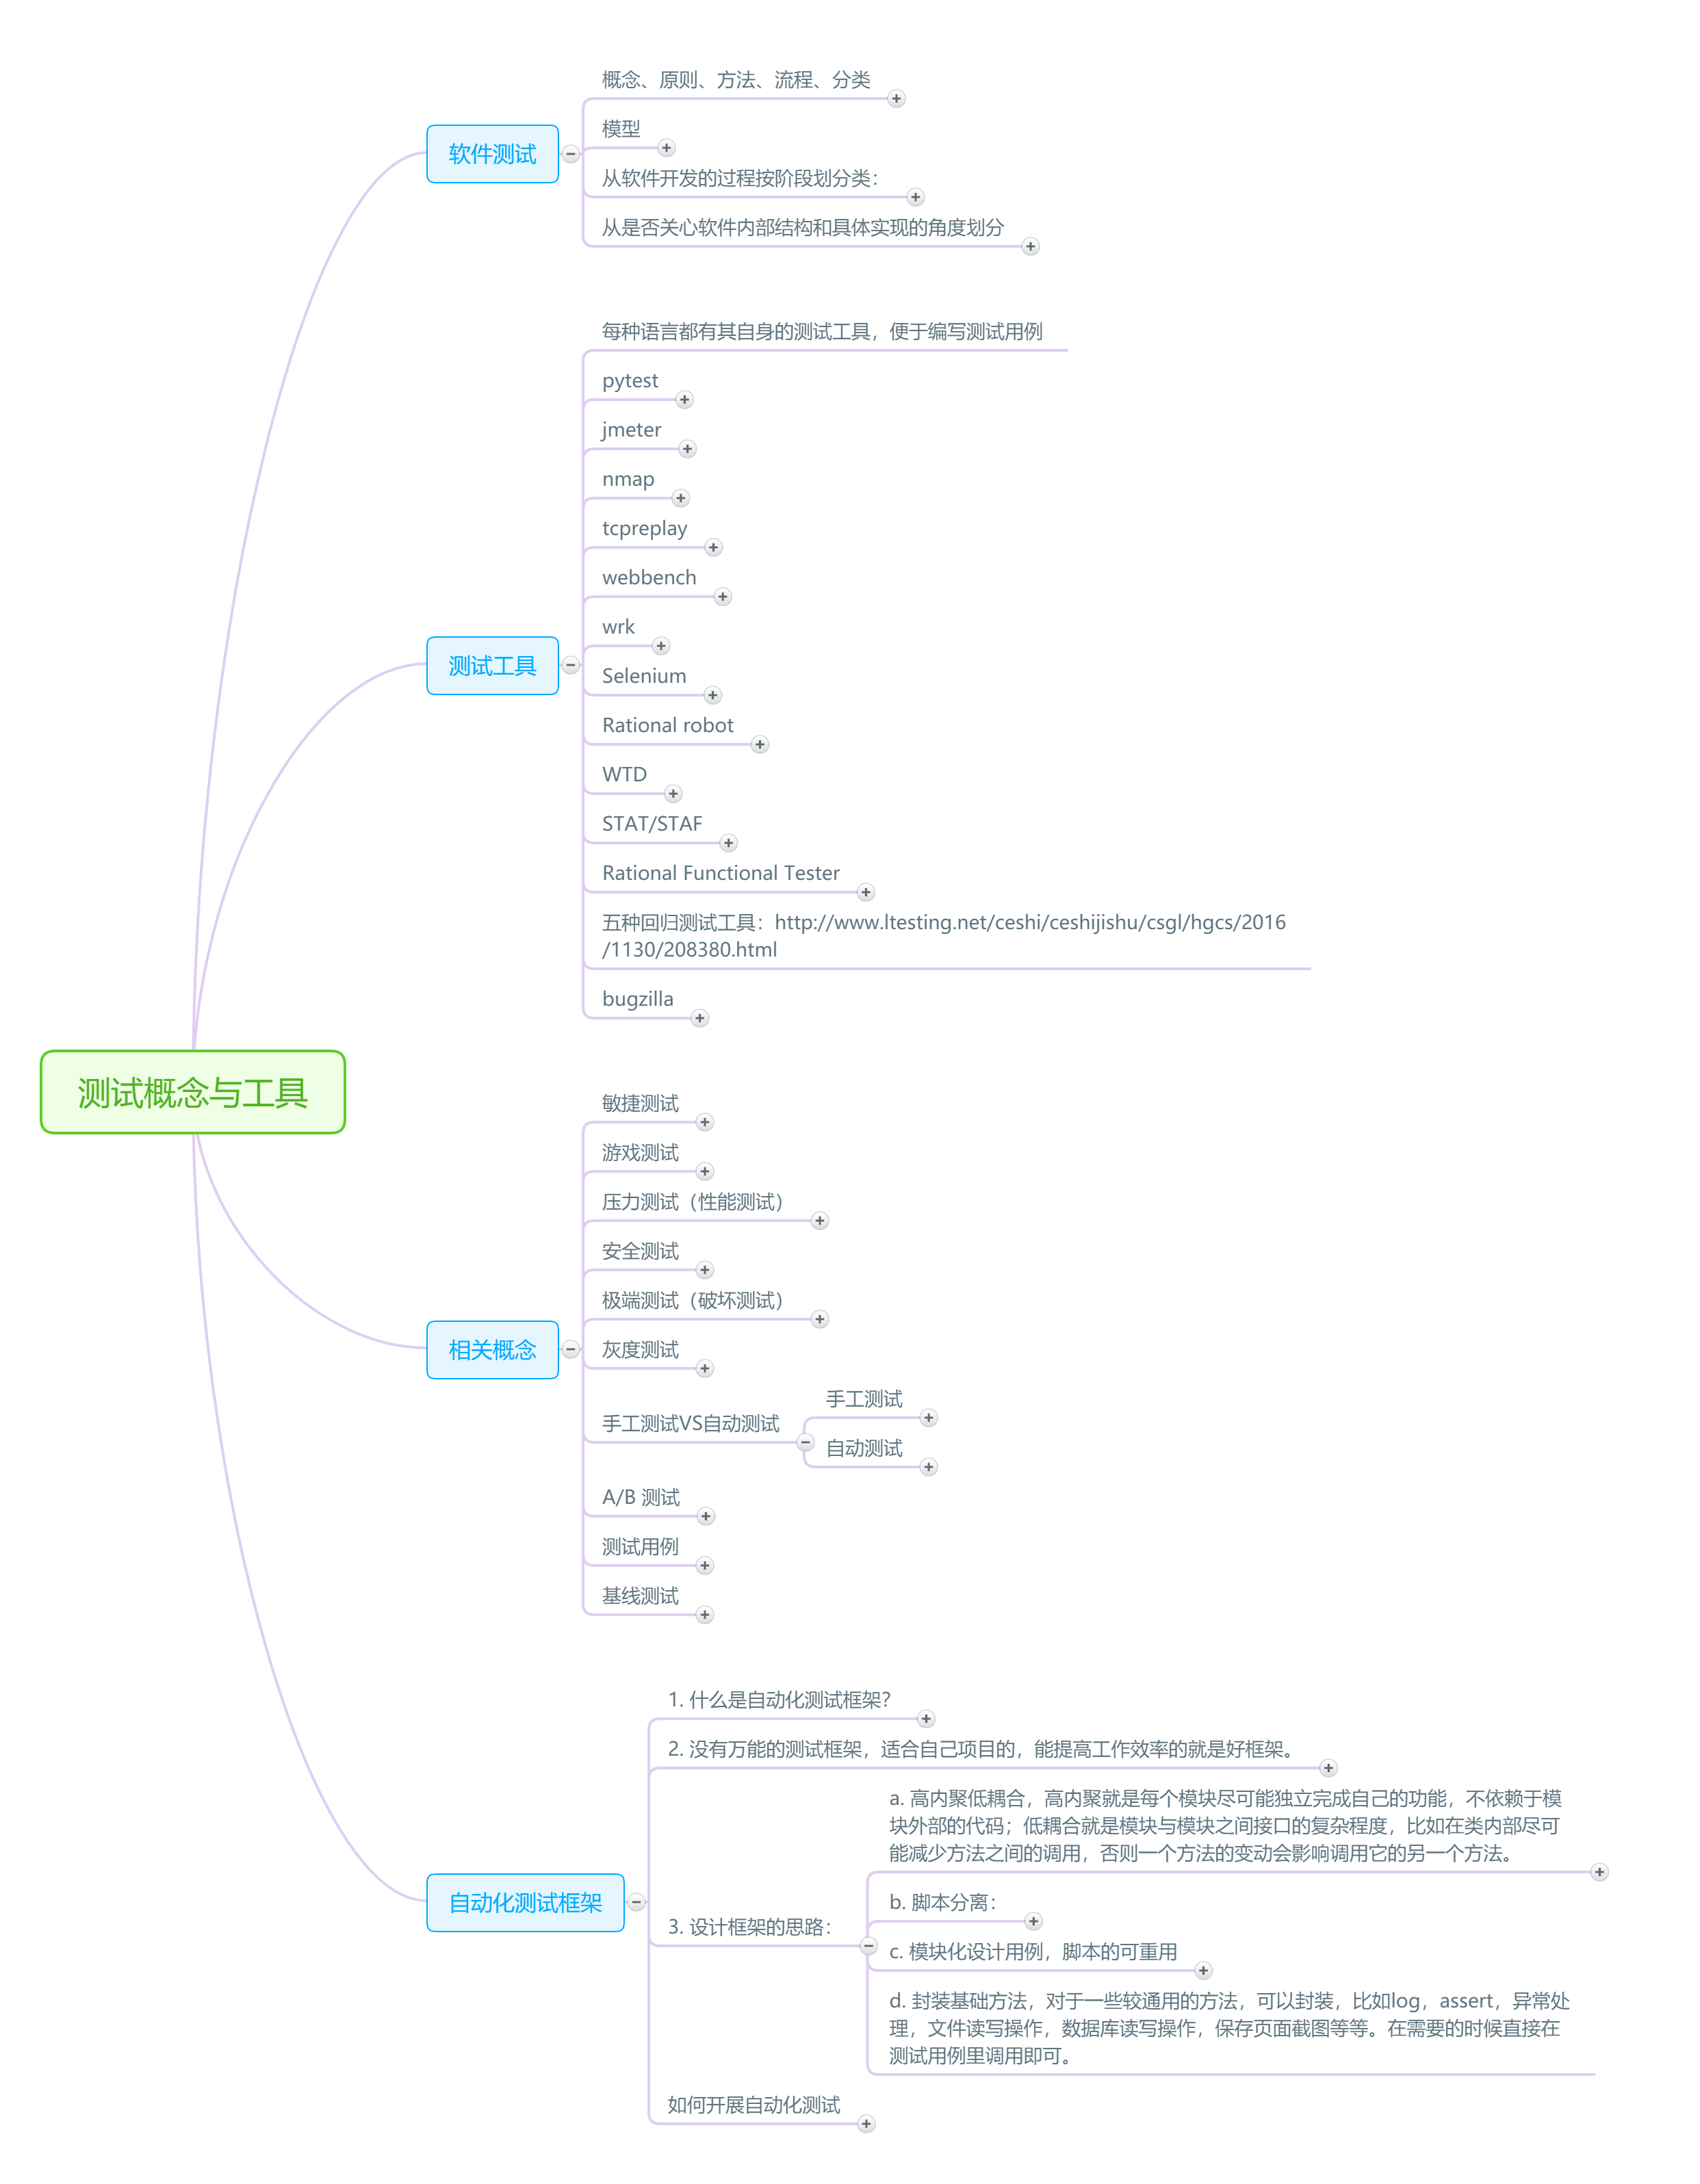 测试概念与工具
软件测试
概念、原则、方法、流程、分类
模型
从软件开发的过程按阶段划分类：
从是否关心软件内部结构和具体实现的角度划分
测试工具
每种语言都有其自身的测试工具，便于编写测试用例
pytest
jmeter
nmap
tcpreplay
webbench
wrk
Selenium
Rational robot
WTD
STAT/STAF
Rational Functional Tester
五种回归测试工具：http://www.ltesting.net/ceshi/ceshijishu/csgl/hgcs/2016
/1130/208380.html
bugzilla
相关概念
敏捷测试
游戏测试
压力测试（性能测试）
安全测试
极端测试（破坏测试）
灰度测试
手工测试VS自动测试
手工测试
自动测试
A/B 测试
测试用例
基线测试
自动化测试框架
1. 什么是自动化测试框架？
2. 没有万能的测试框架，适合自己项目的，能提高工作效率的就是好框架。
3. 设计框架的思路：
a. 高内聚低耦合，高内聚就是每个模块尽可能独立完成自己的功能，不依赖于模
块外部的代码；低耦合就是模块与模块之间接口的复杂程度，比如在类内部尽可
能减少方法之间的调用，否则一个方法的变动会影响调用它的另一个方法。
b. 脚本分离：
c. 模块化设计用例，脚本的可重用
d. 封装基础方法，对于一些较通用的方法，可以封装，比如log，assert，异常处
理，文件读写操作，数据库读写操作，保存页面截图等等。在需要的时候直接在
测试用例里调用即可。
如何开展自动化测试